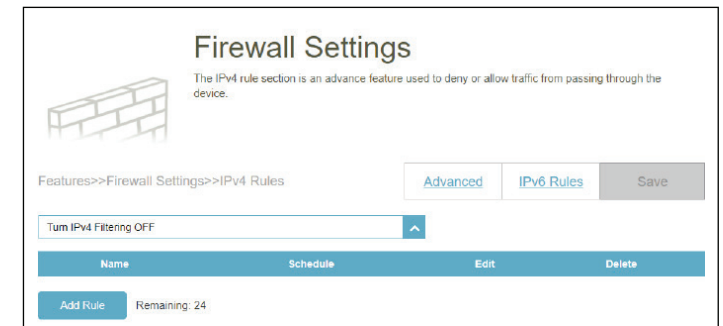 Firewall Settings
The IPv4 rule section is an advance feature used to deny or allow traffic from passing through the
device.
Features>>Firewall Settings>>IPv4 Rules
Advanced
IPv6 Rules
Save
Turn IPv4 Filtering OFF
Name Schedule Edit Delete
Add Rule Remaining: 24